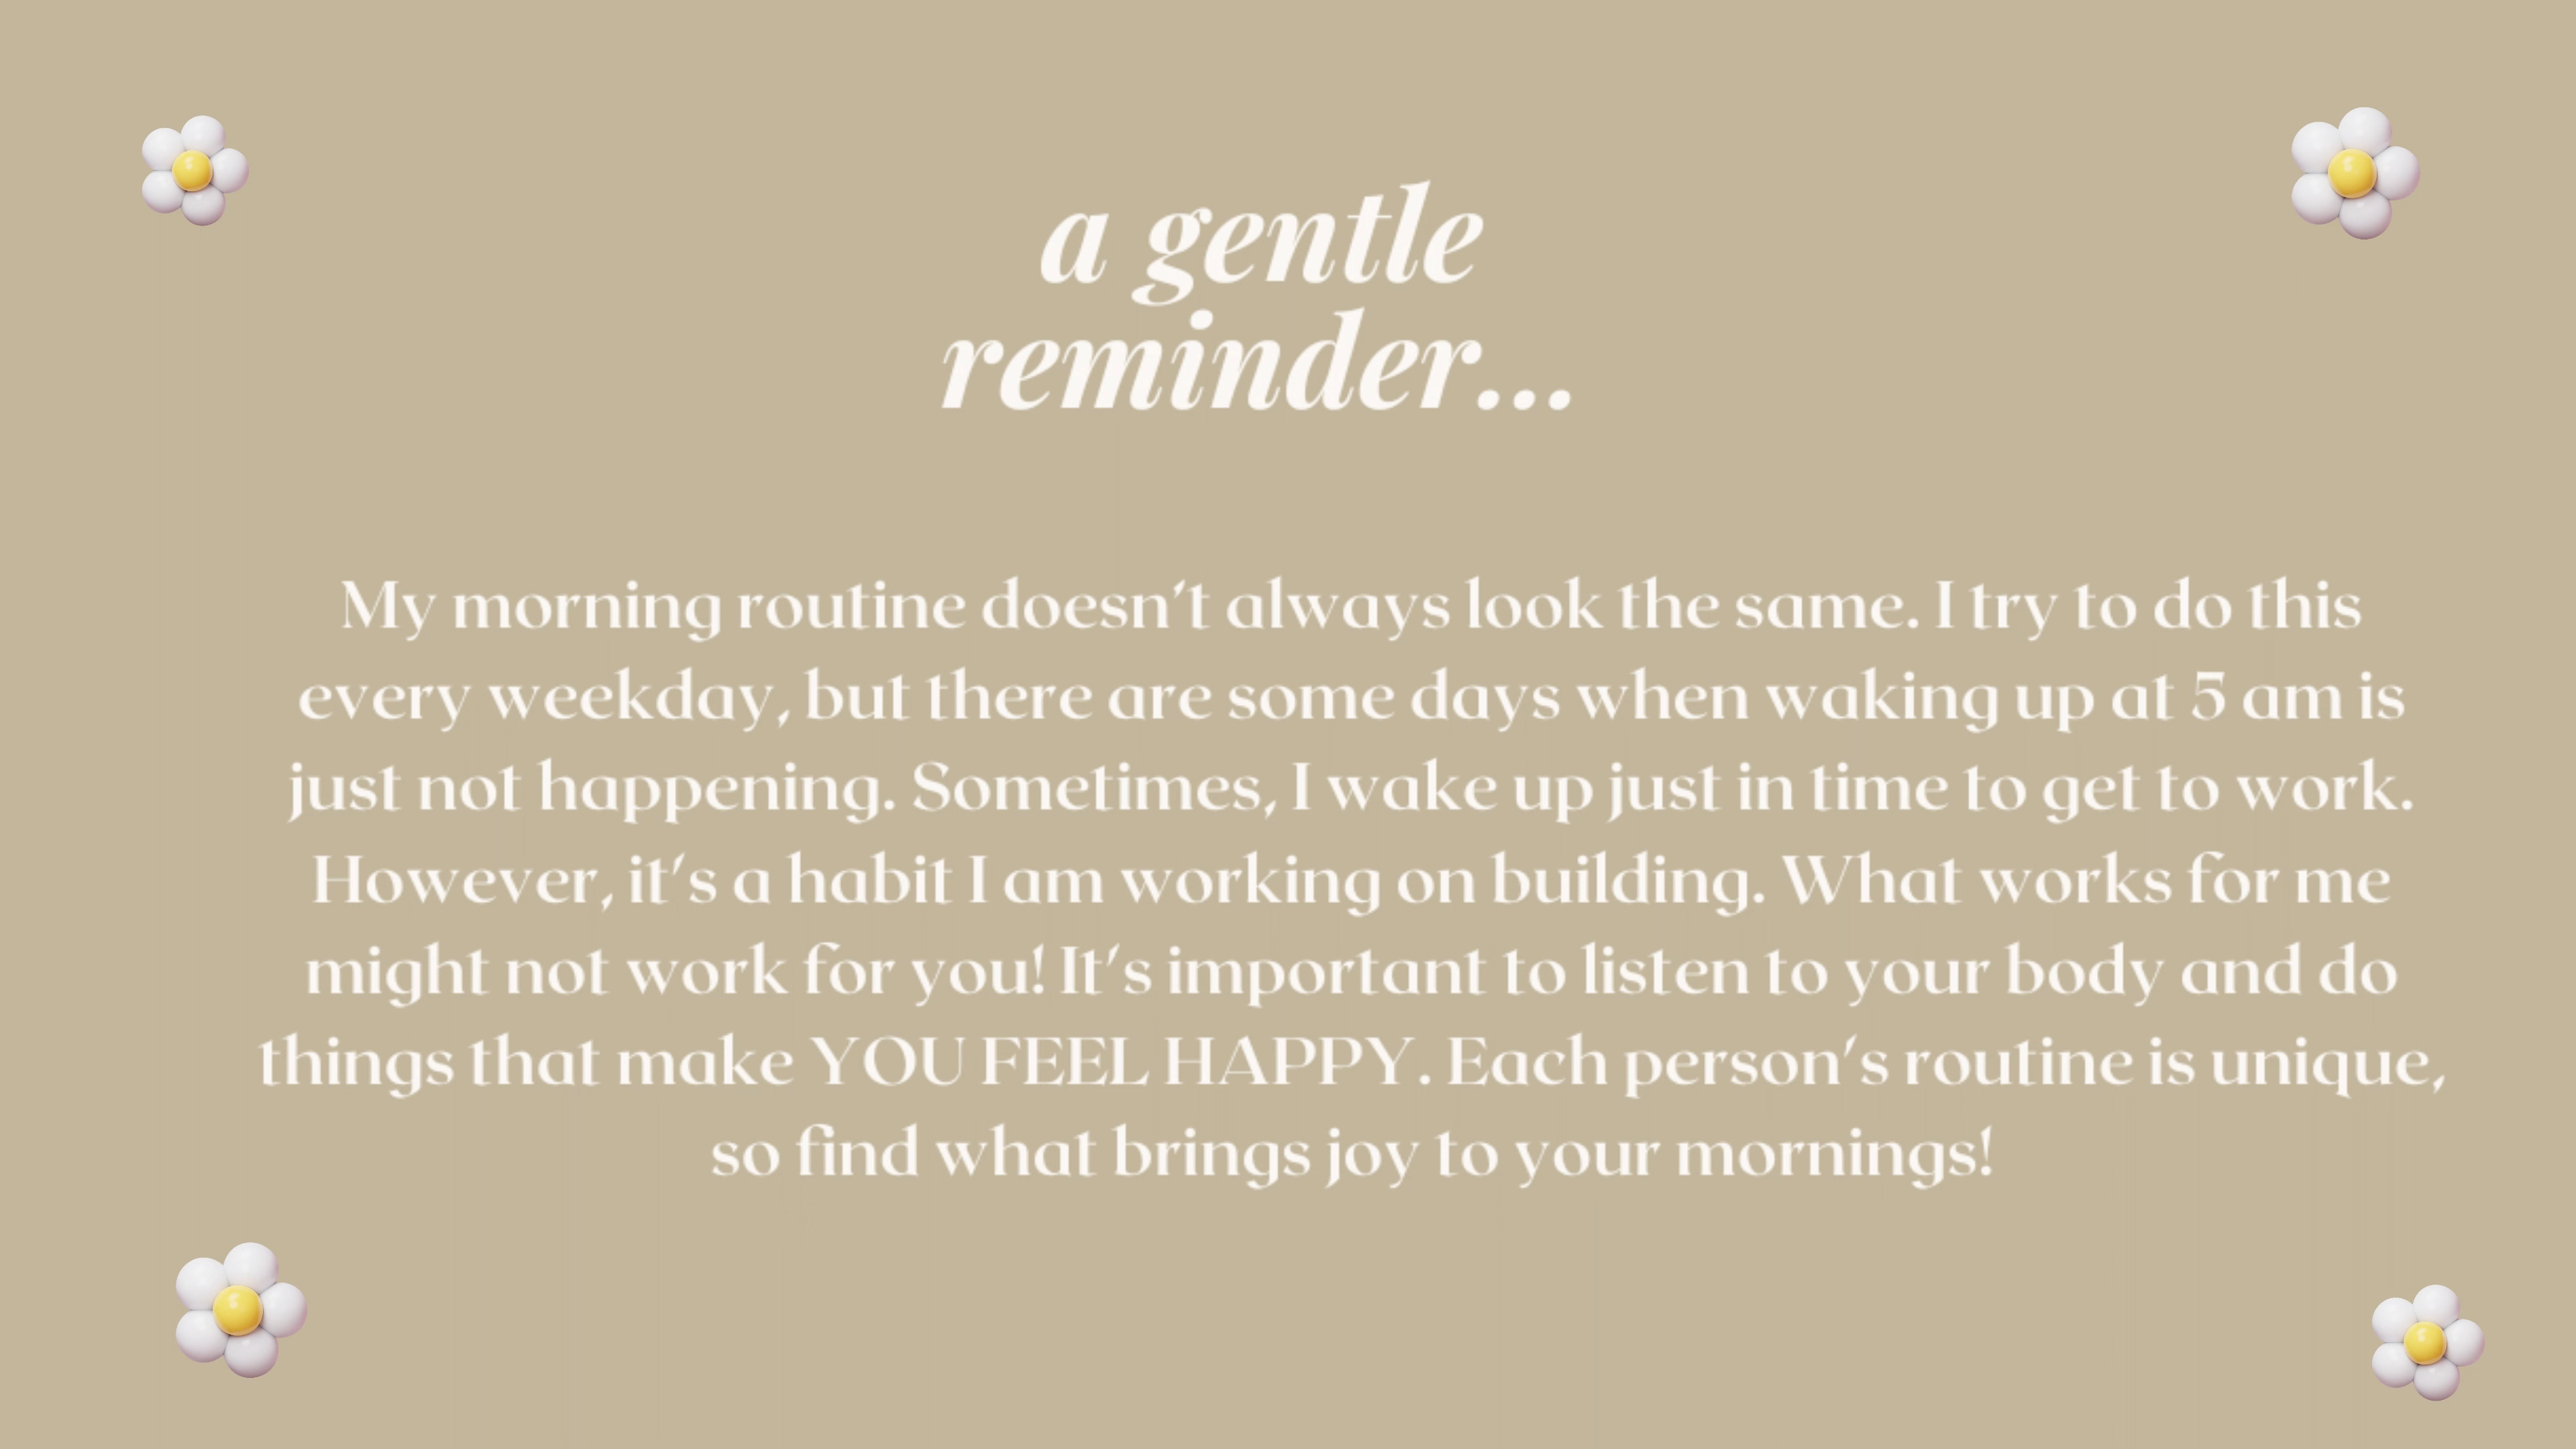 a gentle
reminder...
My morning routine doesn't always look the same. I try to do this
every weekday, but there are some days when waking up at 5 am is
just not happening. Sometimes, I wake up just in time to get to work.
However, it's a habit I am working on building. What works for me
might not work for you! It's important to listen to your body and do
things that make YOU FEEL HAPPY. Each person's routine is unique,
so find what brings joy to your mornings!